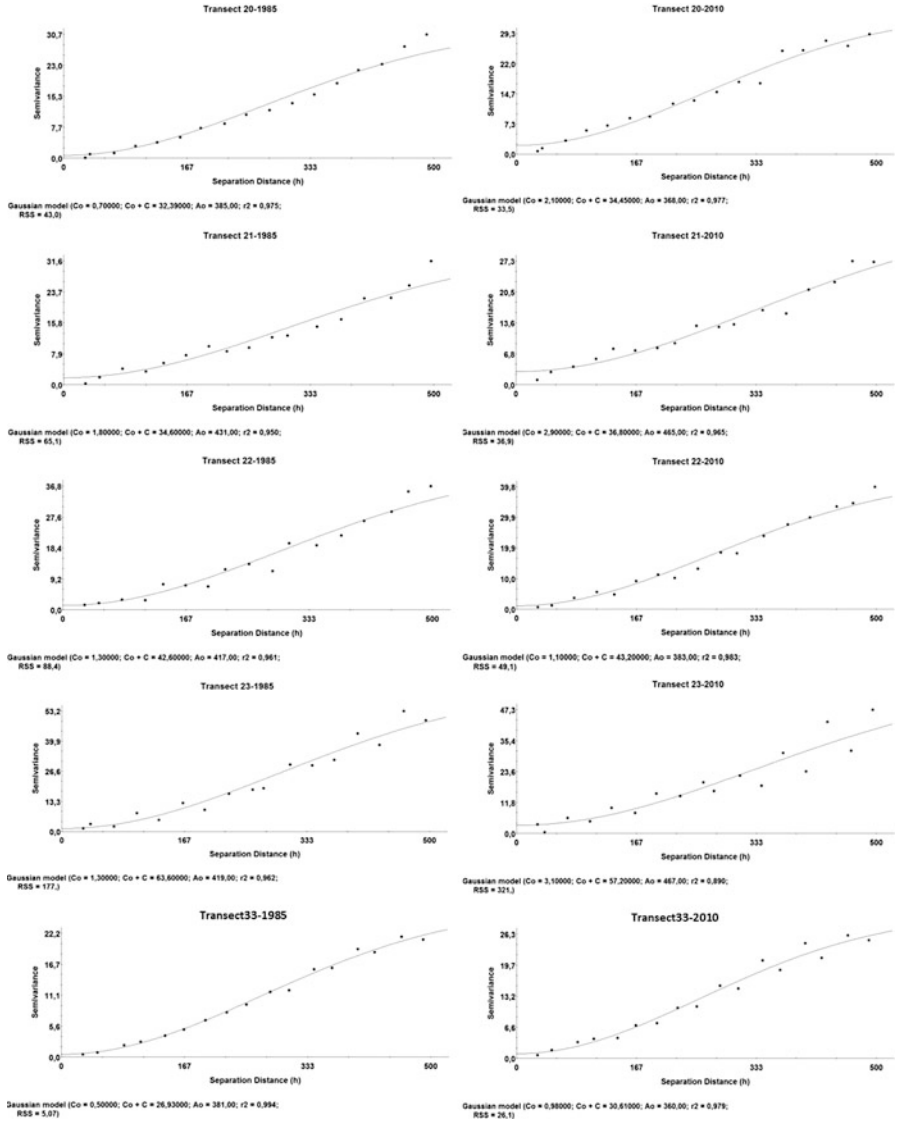 Transect 20-1985
30,7
23,0
15,3
7,7
0,0
Semivariance
0 167 333 500
Separation Distance (h)
Gaussian model (Co = 0,70000; Co + C = 32,39000; Ao = 385,00; r2 = 0,975;
RSS = 43,0)
Transect 20-2010
29,3
22,0
14,7
7,3
0,0
Semivariance
0 167 333 500
Separation Distance (h)
Gaussian model (Co = 2,10000; Co + C = 34,45000; Ao = 368,00; r2 = 0,977;
RSS = 33,5)
Transect 21-1985
31,6
23,7
15,8
7,9
0,0
Semivariance
0 167 333 500
Separation Distance (h)
Gaussian model (Co = 1,80000; Co + C = 34,60000; Ao = 431,00; r2 = 0,950;
RSS = 65,1)
Transect 21-2010
27,3
20,5
13,6
6,8
0,0
Semivariance
0 167 333 500
Separation Distance (h)
Gaussian model (Co = 2,90000; Co + C = 36,80000; Ao = 465,00; r2 = 0,965;
RSS = 36,9)
Transect 22-1985
36,8
27,6
18,4
9,2
0,0
Semivariance
0 167 333 500
Separation Distance (h)
Gaussian model (Co = 1,30000; Co + C = 42,60000; Ao = 417,00; r2 = 0,961;
RSS = 88,4)
Transect 22-2010
39,8
29,9
19,9
10,0
0,0
Semivariance
0 167 333 500
Separation Distance (h)
Gaussian model (Co = 1,10000; Co + C = 43,20000; Ao = 383,00; r2 = 0,983;
RSS = 49,1)
Transect 23-1985
53,2
39,9
26,6
13,3
0,0
Semivariance
0 167 333 500
Separation Distance (h)
Gaussian model (Co = 1,30000; Co + C = 63,60000; Ao = 419,00; r2 = 0,962;
RSS = 177,)
Transect 23-2010
47,3
35,4
23,6
11,8
0,0
Semivariance
0 167 333 500
Separation Distance (h)
Gaussian model (Co = 3,10000; Co + C = 57,20000; Ao = 467,00; r2 = 0,890;
RSS = 321,)
Transect33-1985
22,2
16,7
11,1
5,6
0,0
Semivariance
0 167 333 500
Separation Distance (h)
Gaussian model (Co = 0,50000; Co + C = 26,93000; Ao = 381,00; r2 = 0,994;
RSS = 5,07)
Transect33-2010
26,3
19,7
13,2
6,6
0,0
Semivariance
0 167 333 500
Separation Distance (h)
Gaussian model (Co = 0,98000; Co + C = 30,61000; Ao = 360,00; r2 = 0,979;
RSS = 26,1)